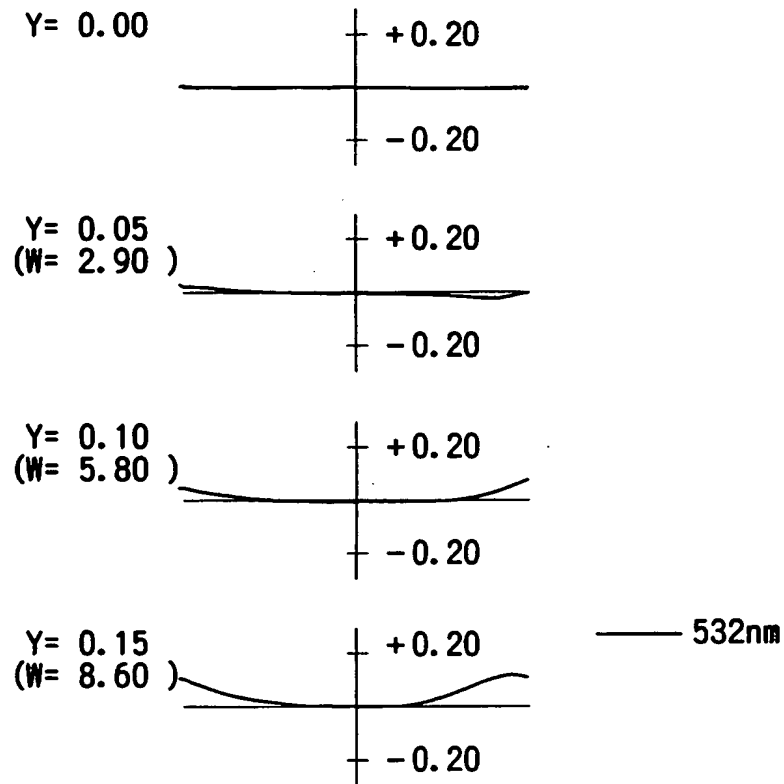 Y= 0.00
+0.20
-0.20
Y= 0.05
(W= 2.90 )
+0.20
-0.20
Y= 0.10
(W= 5.80 )
+0.20
-0.20
Y= 0.15
(W= 8.60 )
+0.20
-0.20
532nm